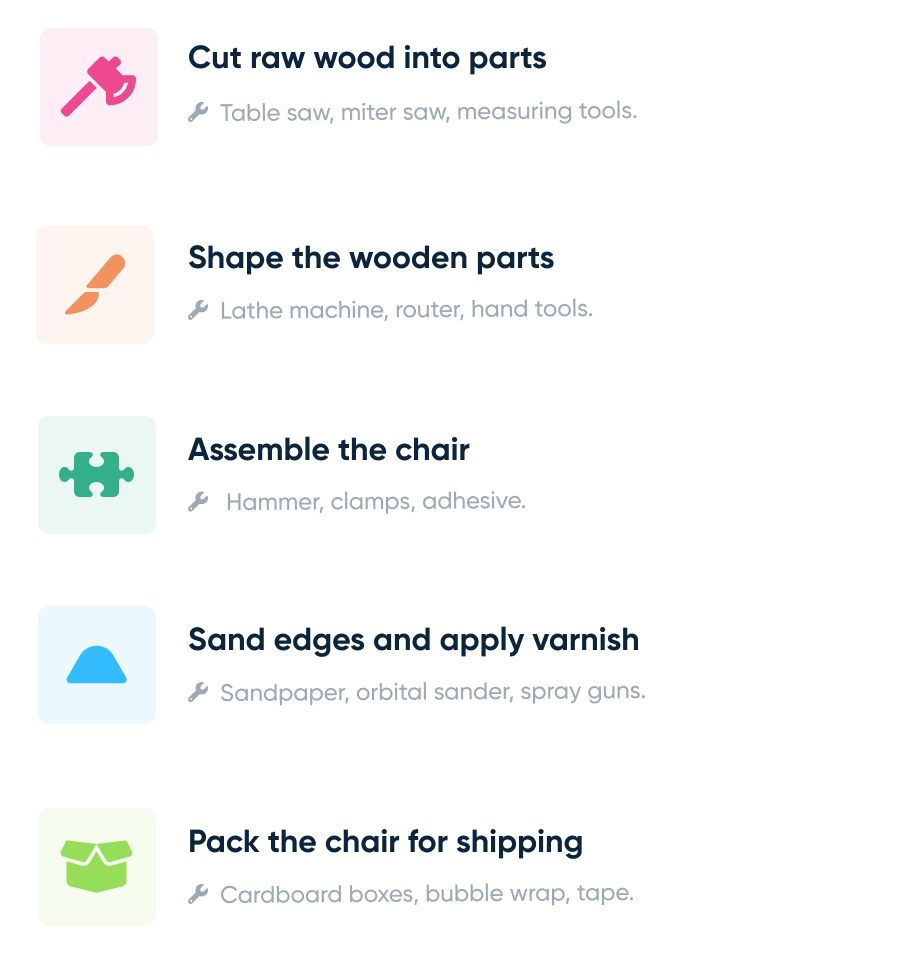 Cut raw wood into parts
Table saw, miter saw, measuring tools.
Shape the wooden parts
Lathe machine, router, hand tools.
Assemble the chair
Hammer, clamps, adhesive.
Sand edges and apply varnish
Sandpaper, orbital sander, spray guns.
Pack the chair for shipping
Cardboard boxes, bubble wrap, tape.